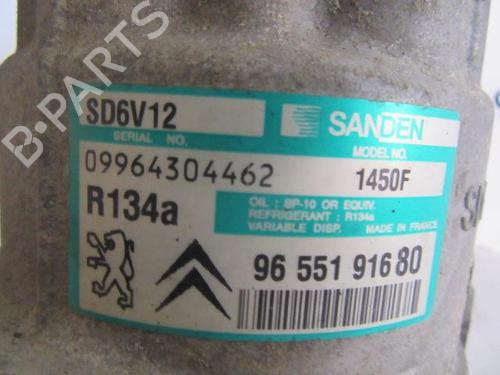 SD6V12
SANDEN
SERIAL NO.
MODEL NO.
09964304462
1450F
R134a
OIL : SP-10 OR EQUIV.
REFRIGERANT : R134a
VARIABLE DISP. MADE IN FRANCE
96 551 916 80
B-PARTS